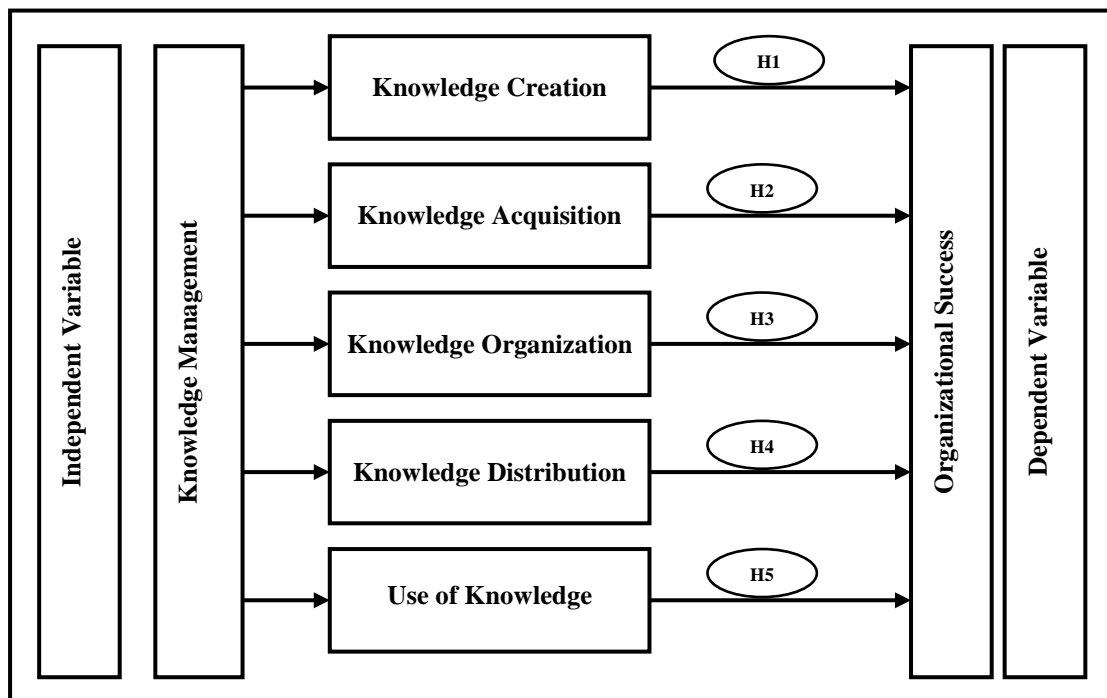 Independent Variable
Knowledge Management
Knowledge Creation
H1
Knowledge Acquisition
H2
Knowledge Organization
H3
Knowledge Distribution
H4
Use of Knowledge
H5
Organizational Success
Dependent Variable